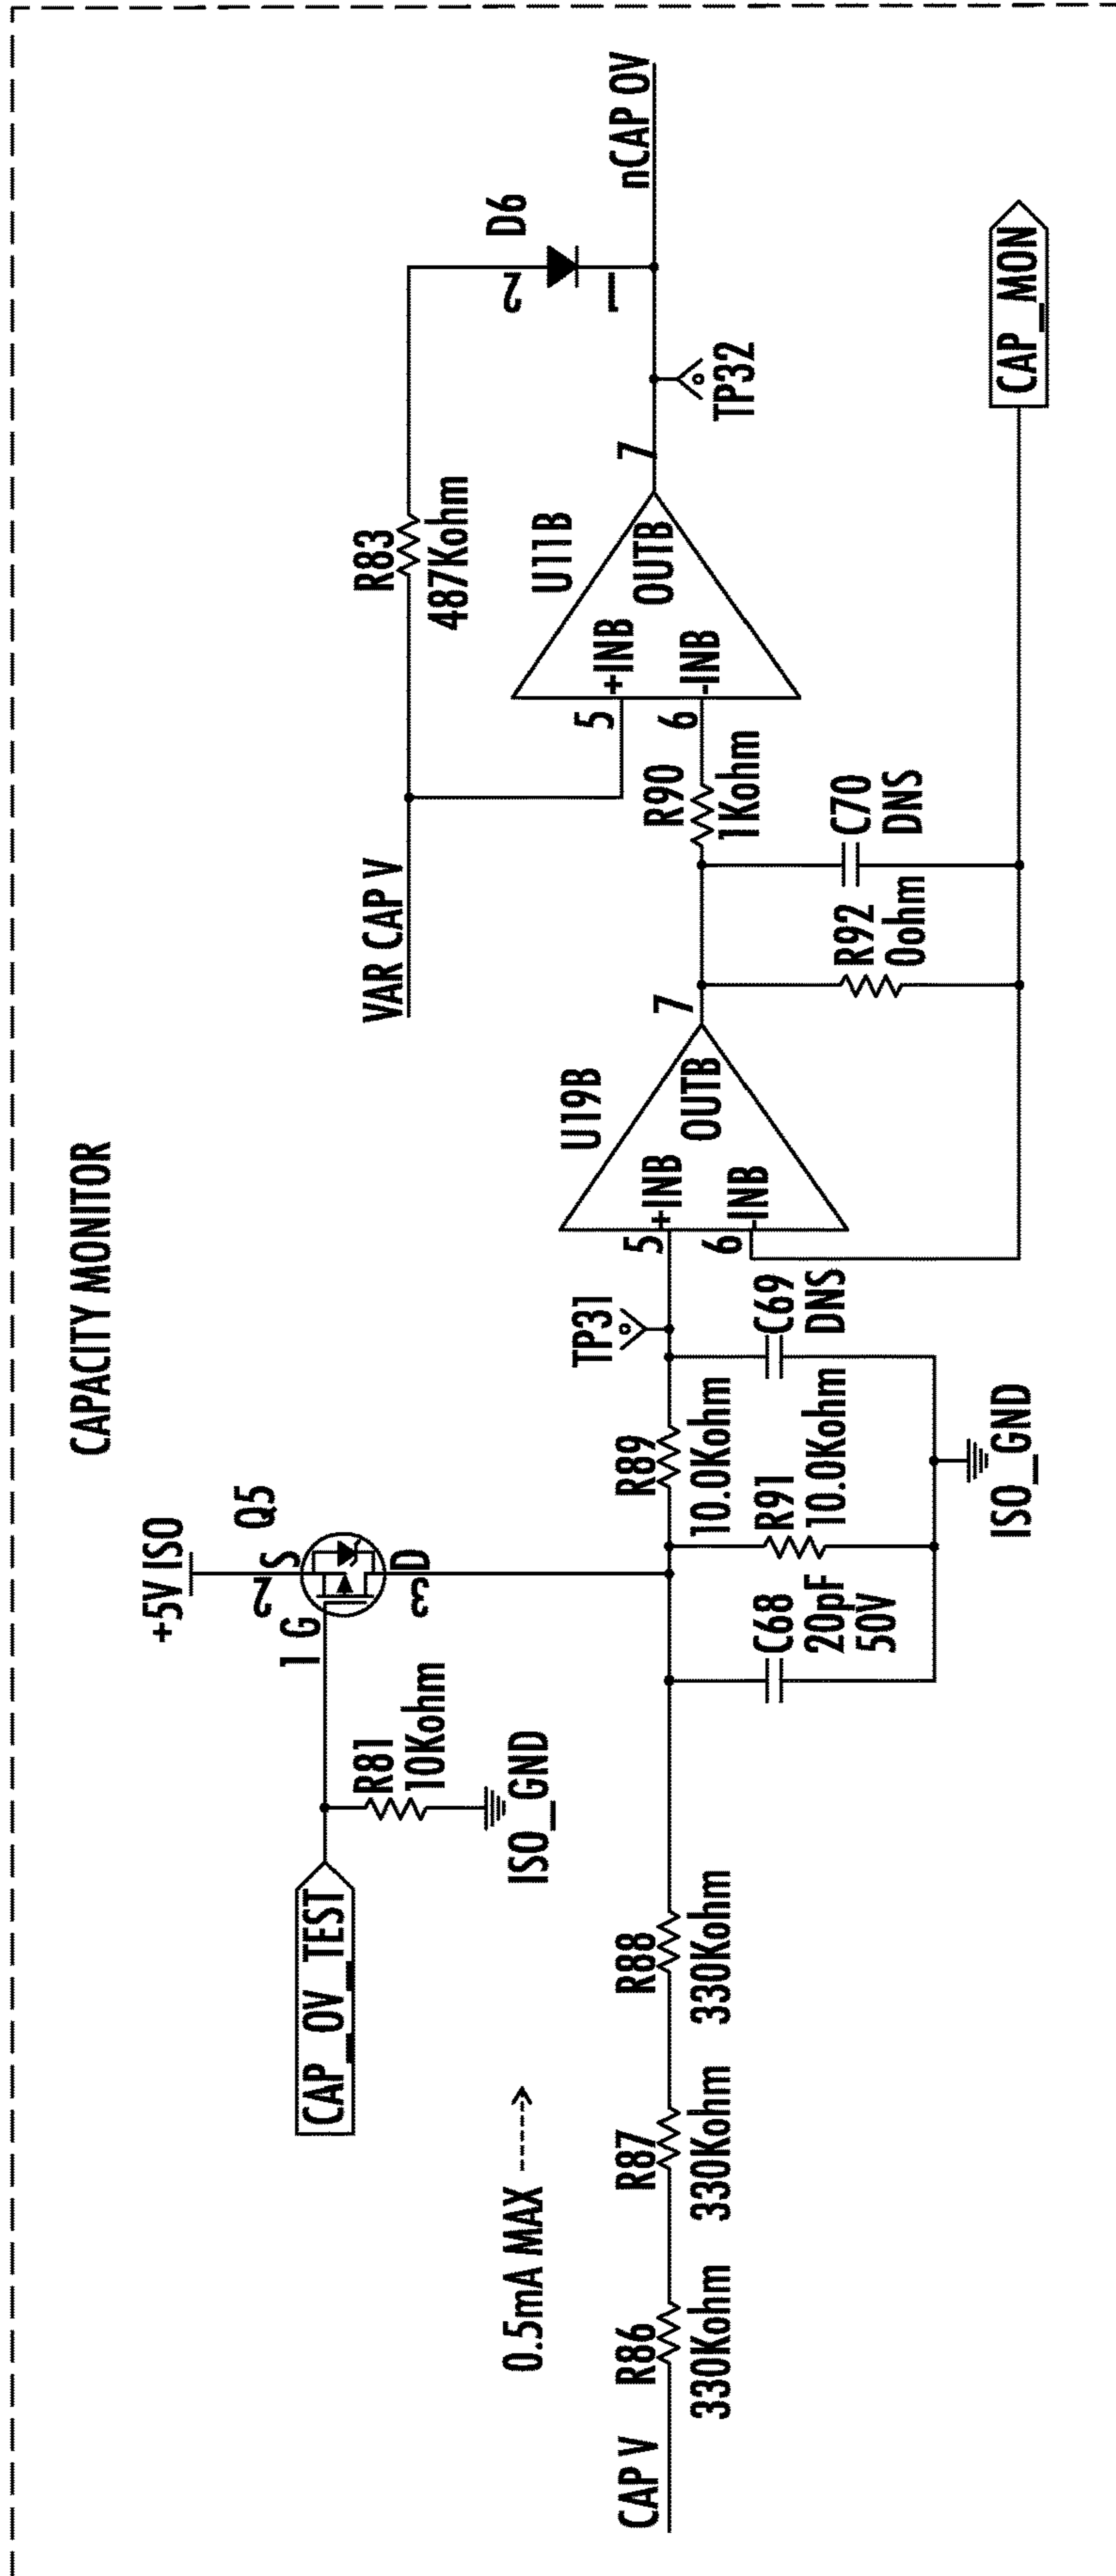 CAPACITY MONITOR
+5V ISO
Q5
2
S
1 G
D
3
CAP_OV_TEST
R81
10Kohm
ISO_GND
0.5mA MAX
CAP V
R86
330Kohm
R87
330Kohm
R88
330Kohm
C68
20pF
50V
R91
10.0Kohm
R89
10.0Kohm
ISO_GND
TP31
C69
DNS
U19B
5
+INB
6
-INB
OUTB
7
R92
0ohm
C70
DNS
R90
1Kohm
VAR CAP V
R83
487Kohm
U11B
5
+INB
6
-INB
OUTB
7
TP32
D6
2
1
nCAP OV
CAP_MON